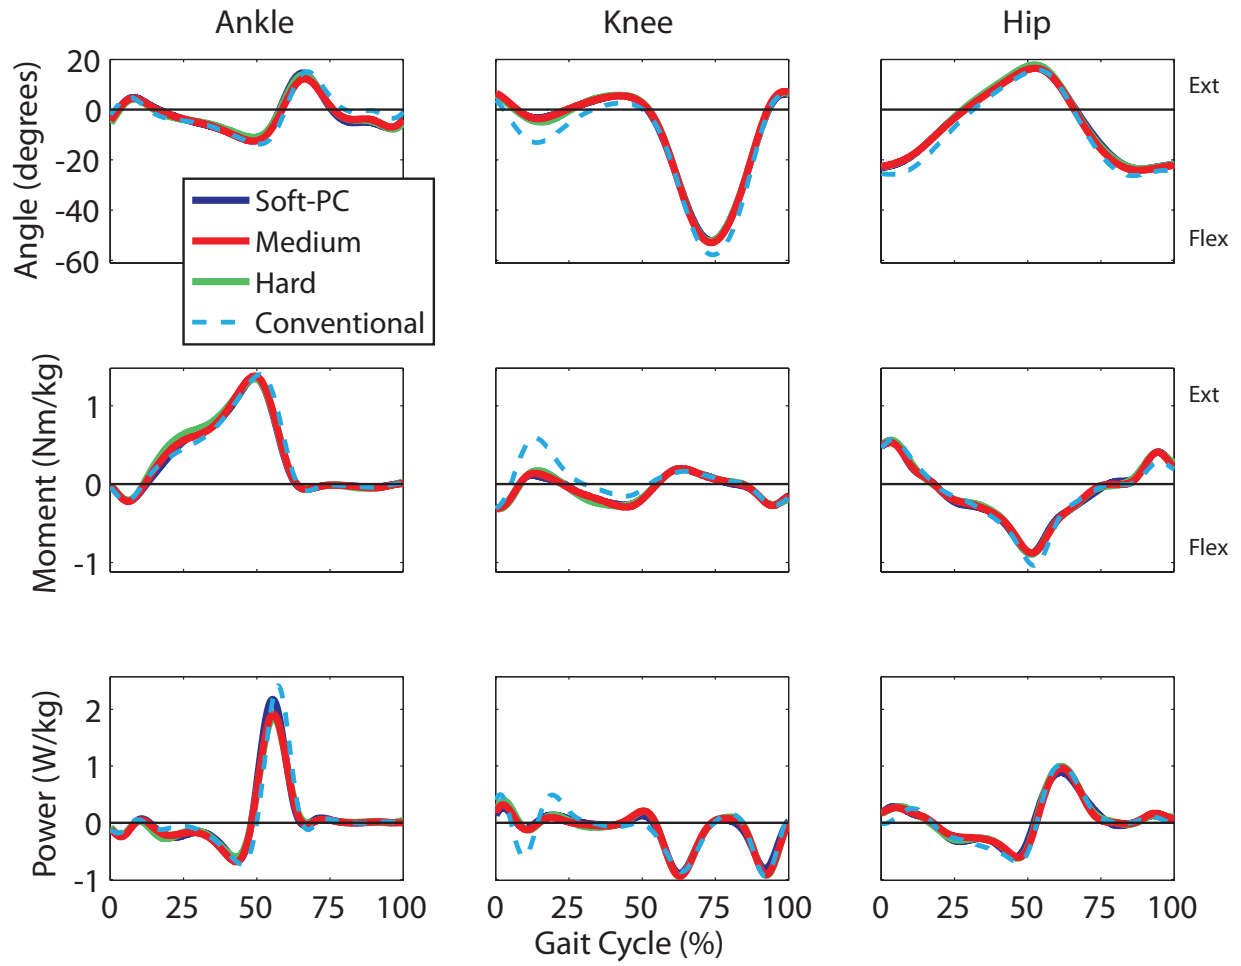 Ankle Knee Hip
Angle (degrees)
20
0
-20
-40
-60
Ext
Flex
Soft-PC
Medium
Hard
Conventional
Moment (Nm/kg)
1
0
-1
Ext
Flex
Power (W/kg)
2
1
0
-1
0 25 50 75 100 0 25 50 75 100 0 25 50 75 100
Gait Cycle (%)